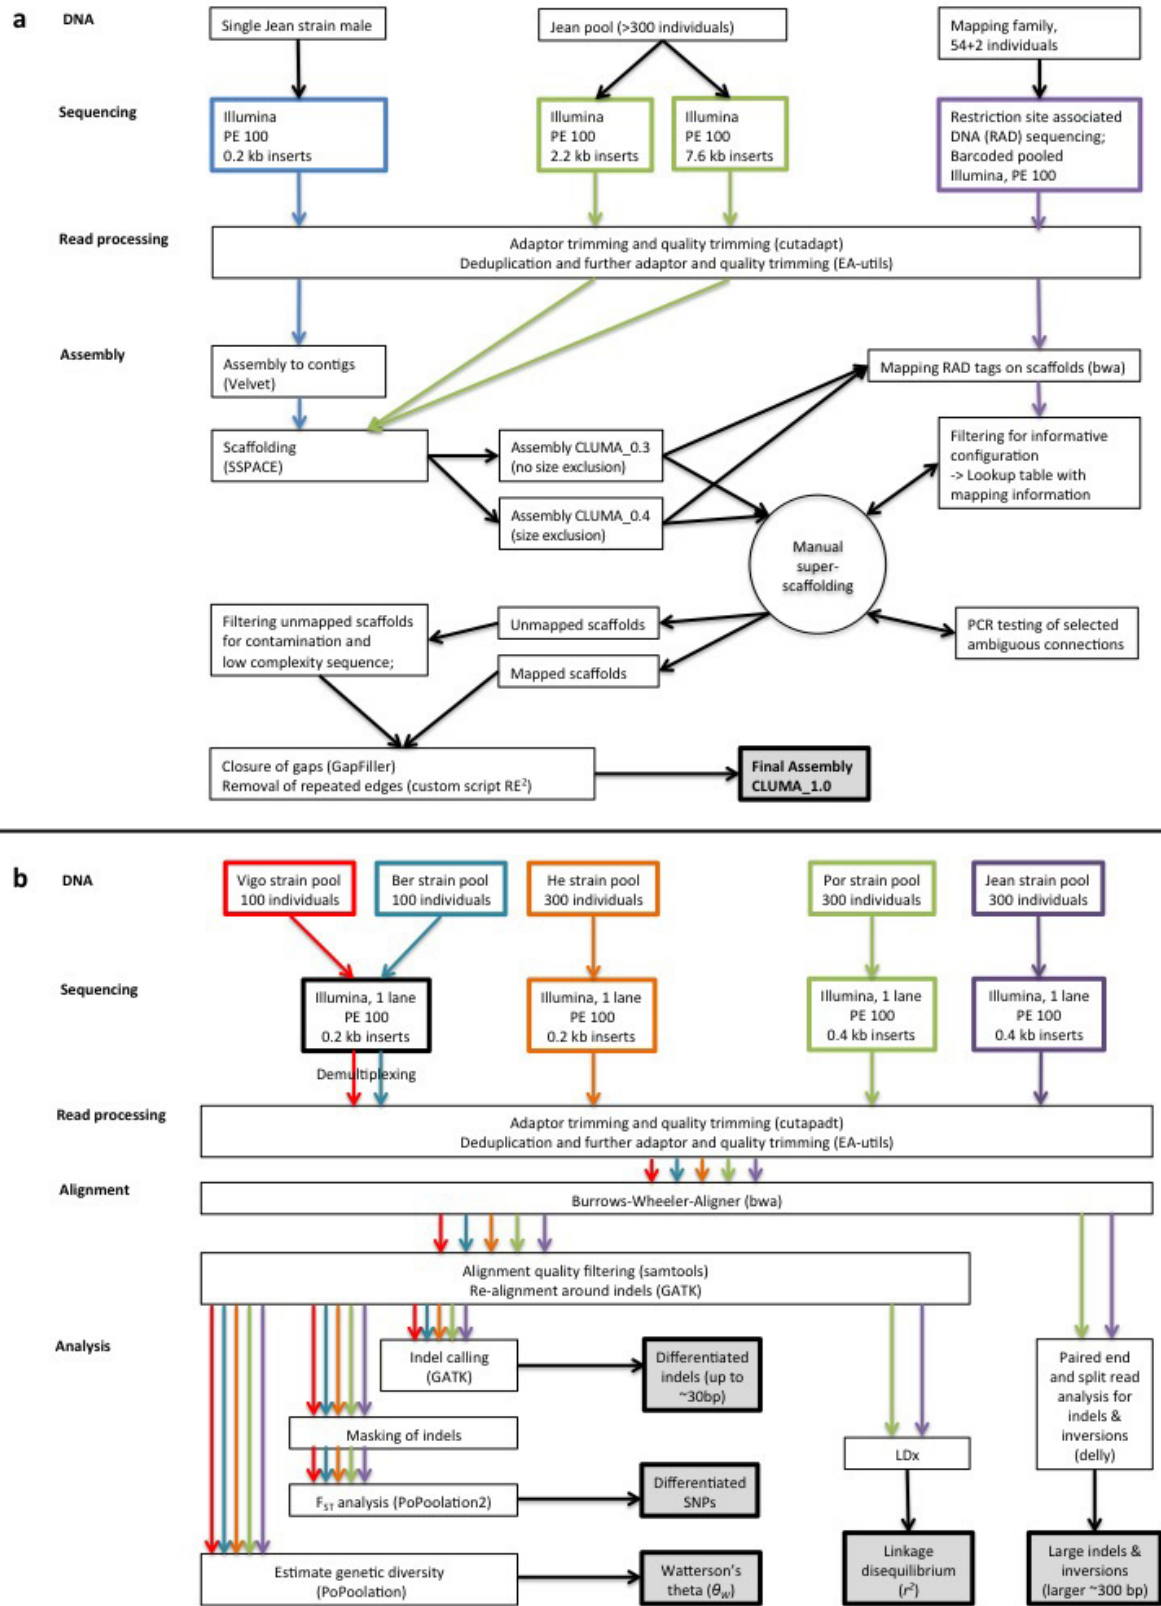 a
DNA
Single Jean strain male
Jean pool (>300 individuals)
Mapping family,
54+2 individuals
Sequencing
Illumina
PE 100
0.2 kb inserts
Illumina
PE 100
2.2 kb inserts
Illumina
PE 100
7.6 kb inserts
Restriction site associated
DNA (RAD) sequencing;
Barcoded pooled
Illumina, PE 100
Read processing
Adaptor trimming and quality trimming (cutadapt)
Deduplication and further adaptor and quality trimming (EA-utils)
Assembly
Assembly to contigs
(Velvet)
Mapping RAD tags on scaffolds (bwa)
Scaffolding
(SSPACE)
Assembly CLUMA_0.3
(no size exclusion)
Assembly CLUMA_0.4
(size exclusion)
Filtering for informative
configuration
-> Lookup table with
mapping information
Manual
super-
scaffolding
Filtering unmapped scaffolds
for contamination and
low complexity sequence;
Unmapped scaffolds
Mapped scaffolds
PCR testing of selected
ambiguous connections
Closure of gaps (GapFiller)
Removal of repeated edges (custom script RE²)
Final Assembly
CLUMA_1.0
b
DNA
Vigo strain pool
100 individuals
Ber strain pool
100 individuals
He strain pool
300 individuals
Por strain pool
300 individuals
Jean strain pool
300 individuals
Sequencing
Illumina, 1 lane
PE 100
0.2 kb inserts
Illumina, 1 lane
PE 100
0.2 kb inserts
Illumina, 1 lane
PE 100
0.4 kb inserts
Illumina, 1 lane
PE 100
0.4 kb inserts
Demultiplexing
Read processing
Adaptor trimming and quality trimming (cutapadt)
Deduplication and further adaptor and quality trimming (EA-utils)
Alignment
Burrows-Wheeler-Aligner (bwa)
Alignment quality filtering (samtools)
Re-alignment around indels (GATK)
Analysis
Indel calling
(GATK)
Differentiated
indels (up to
~30bp)
Paired end
and split read
analysis for
indels &
inversions
(delly)
Masking of indels
LDx
F_ST analysis (PoPoolation2)
Differentiated
SNPs
Estimate genetic diversity
(PoPoolation)
Watterson's
theta (θ_W)
Linkage
disequilibrium
(r²)
Large indels &
inversions
(larger ~300 bp)